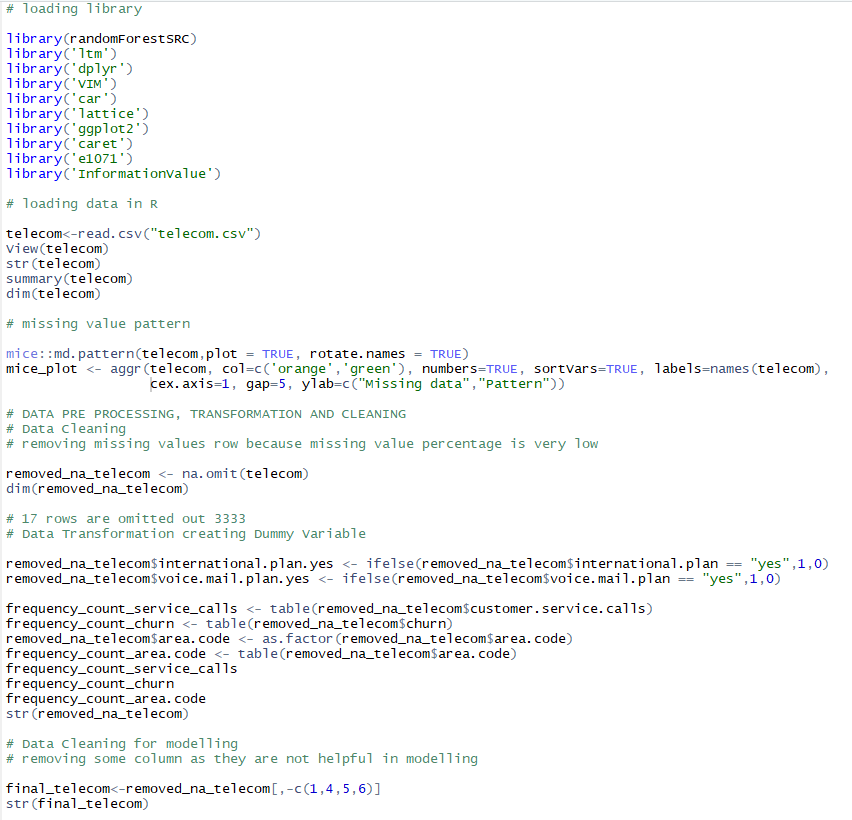 # loading library
library(randomForestSRC)
library('ltm')
library('dplyr')
library('VIM')
library('car')
library('lattice')
library('ggplot2')
library('caret')
library('e1071')
library('InformationValue')
# loading data in R
telecom<-read.csv("telecom.csv")
View(telecom)
str(telecom)
summary(telecom)
dim(telecom)
# missing value pattern
mice::md.pattern(telecom,plot = TRUE, rotate.names = TRUE)
mice_plot <- aggr(telecom, col=c('orange','green'), numbers=TRUE, sortVars=TRUE, labels=names(telecom),
cex.axis=1, gap=5, ylab=c("Missing data","Pattern"))
# DATA PRE PROCESSING, TRANSFORMATION AND CLEANING
# Data Cleaning
# removing missing values row because missing value percentage is very low
removed_na_telecom <- na.omit(telecom)
dim(removed_na_telecom)
# 17 rows are omitted out 3333
# Data Transformation creating Dummy Variable
removed_na_telecom$international.plan.yes <- ifelse(removed_na_telecom$international.plan == "yes",1,0)
removed_na_telecom$voice.mail.plan.yes <- ifelse(removed_na_telecom$voice.mail.plan == "yes",1,0)
frequency_count_service_calls <- table(removed_na_telecom$customer.service.calls)
frequency_count_churn <- table(removed_na_telecom$churn)
removed_na_telecom$area.code <- as.factor(removed_na_telecom$area.code)
frequency_count_area.code <- table(removed_na_telecom$area.code)
frequency_count_service_calls
frequency_count_churn
frequency_count_area.code
str(removed_na_telecom)
# Data Cleaning for modelling
# removing some column as they are not helpful in modelling
final_telecom<-removed_na_telecom[,-c(1,4,5,6)]
str(final_telecom)